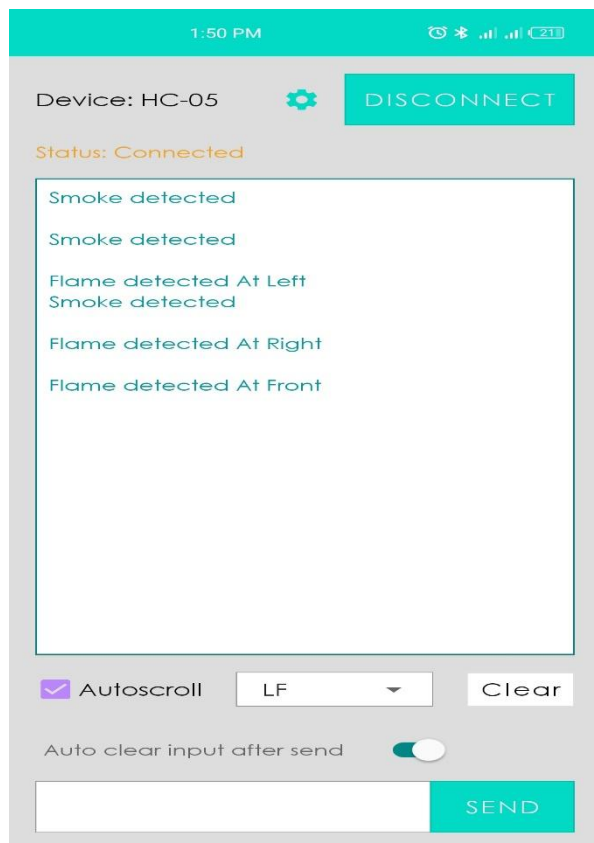 1:50 PM 21
Device: HC-05 DISCONNECT
Status: Connected
Smoke detected
Smoke detected
Flame detected At Left
Smoke detected
Flame detected At Right
Flame detected At Front
Autoscroll LF Clear
Auto clear input after send
SEND